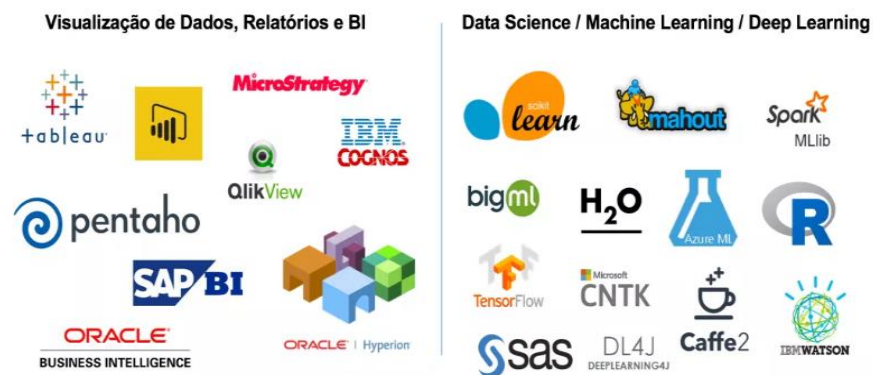 Visualização de Dados, Relatórios e BI
+ableau
MicroStrategy
IBM
COGNOS
QlikView
pentaho
SAP BI
ORACLE
BUSINESS INTELLIGENCE
ORACLE | Hyperion
Data Science / Machine Learning / Deep Learning
scikit
learn
mahout
Spark
MLlib
bigml
H2O
Azure ML
R
TensorFlow
Microsoft
CNTK
Caffe2
IBMWATSON
sas
DL4J
DEEPLEARNING4J